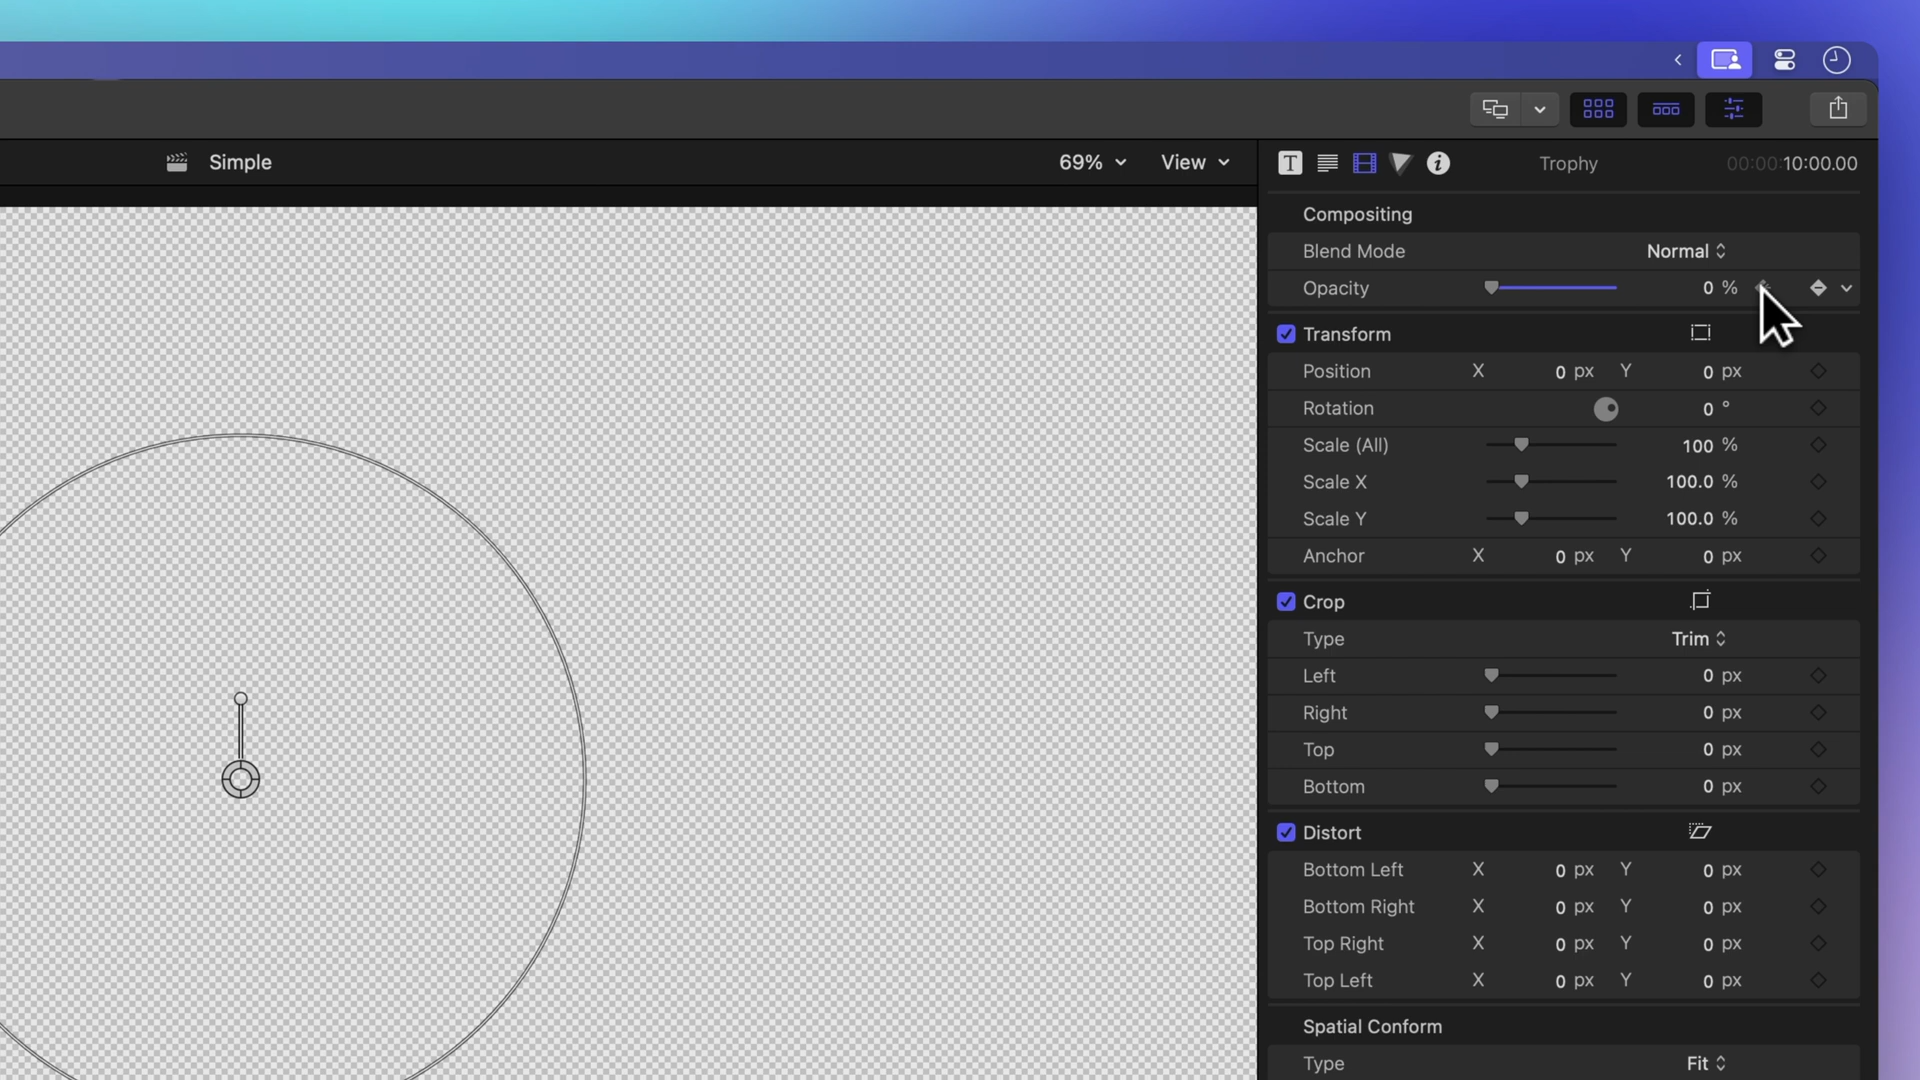 Simple
69%
View
T
i
Trophy
00:00:10:00.00
Compositing
Blend Mode Normal
Opacity 0 %
Transform
Position X 0 px Y 0 px
Rotation 0 °
Scale (All) 100 %
Scale X 100.0 %
Scale Y 100.0 %
Anchor X 0 px Y 0 px
Crop
Type Trim
Left 0 px
Right 0 px
Top 0 px
Bottom 0 px
Distort
Bottom Left X 0 px Y 0 px
Bottom Right X 0 px Y 0 px
Top Right X 0 px Y 0 px
Top Left X 0 px Y 0 px
Spatial Conform
Type Fit